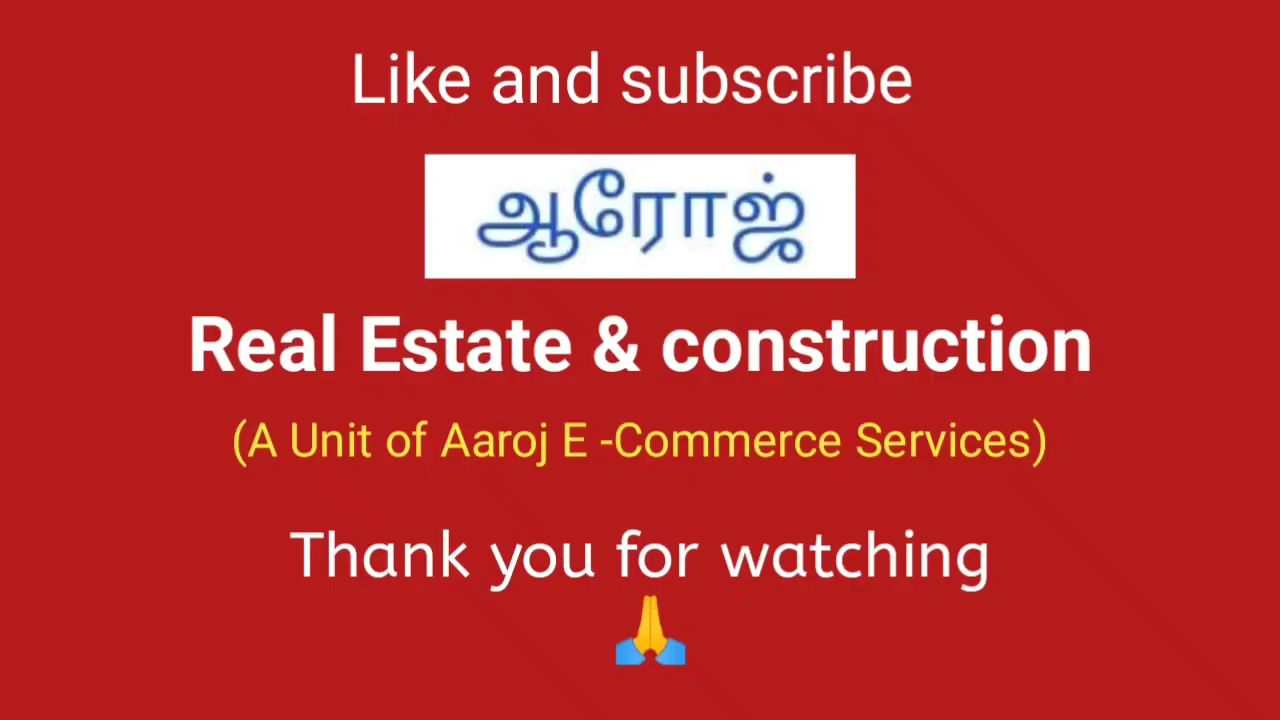 Like and subscribe
ஆரோஜ்
Real Estate & construction
(A Unit of Aaroj E -Commerce Services)
Thank you for watching